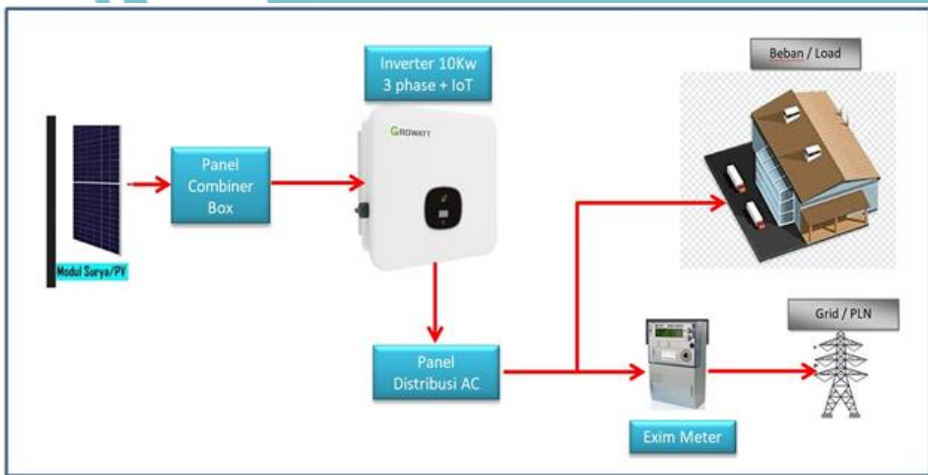 Inverter 10Kw
3 phase + IoT
Beban / Load
GROWATT
Panel
Combiner
Box
Modul Surya/PV
Grid / PLN
Panel
Distribusi AC
Exim Meter